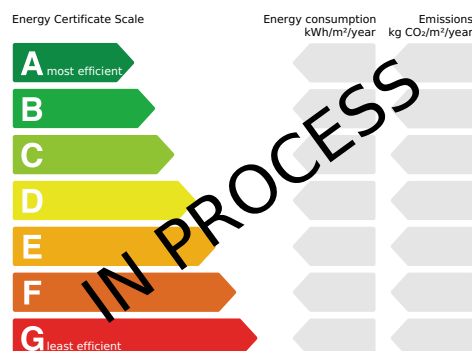 Energy Certificate Scale
Energy consumption
kWh/m²/year
Emissions
kg CO₂/m²/year
A most efficient
B
C
D
E
F
G least efficient
IN PROCESS